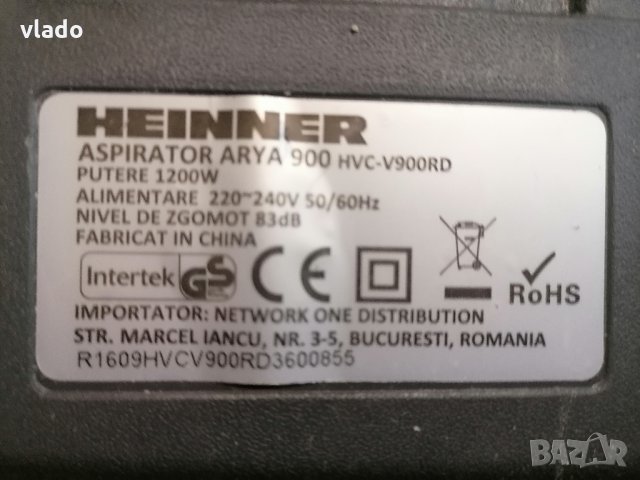 vlado
HEINNER
ASPIRATOR ARYA 900 HVC-V900RD
PUTERE 1200W
ALIMENTARE 220~240V 50/60Hz
NIVEL DE ZGOMOT 83dB
FABRICAT IN CHINA
Intertek GS CE
RoHS
IMPORTATOR: NETWORK ONE DISTRIBUTION
STR. MARCEL IANCU, NR. 3-5, BUCURESTI, ROMANIA
R1609HVCV900RD3600855
BAZAR